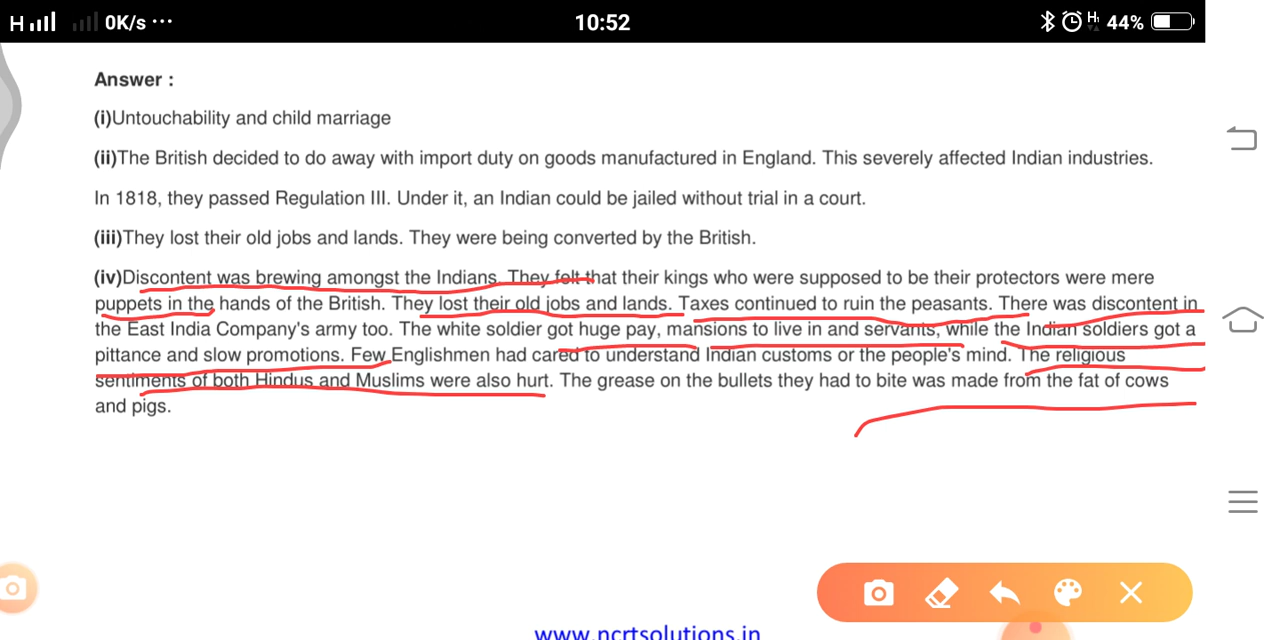 H 0K/s ... 10:52 H 44%
Answer :
(i)Untouchability and child marriage
(ii)The British decided to do away with import duty on goods manufactured in England. This severely affected Indian industries.
In 1818, they passed Regulation III. Under it, an Indian could be jailed without trial in a court.
(iii)They lost their old jobs and lands. They were being converted by the British.
(iv)Discontent was brewing amongst the Indians. They felt that their kings who were supposed to be their protectors were mere
puppets in the hands of the British. They lost their old jobs and lands. Taxes continued to ruin the peasants. There was discontent in
the East India Company's army too. The white soldier got huge pay, mansions to live in and servants, while the Indian soldiers got a
pittance and slow promotions. Few Englishmen had cared to understand Indian customs or the people's mind. The religious
sentiments of both Hindus and Muslims were also hurt. The grease on the bullets they had to bite was made from the fat of cows
and pigs.
www.ncrtsolutions.in